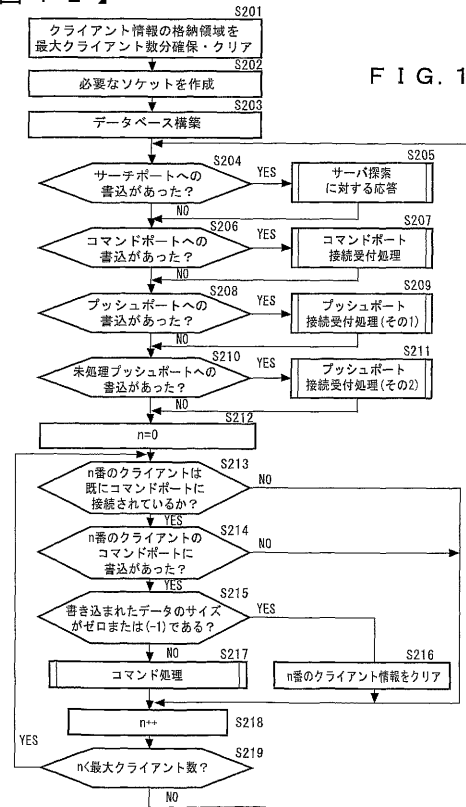 S201
クライアント情報の格納領域を
最大クライアント数分確保・クリア
S202
必要なソケットを作成
FIG. 1
S203
データベース構築
S204
サーチポートへの
書込があった?
YES
S205
サーバ探索
に対する応答
NO
S206
コマンドポートへの
書込があった?
YES
S207
コマンドポート
接続受付処理
NO
S208
プッシュポートへの
書込があった?
YES
S209
プッシュポート
接続受付処理(その1)
NO
S210
未処理プッシュポートへの
書込があった?
YES
S211
プッシュポート
接続受付処理(その2)
NO
S212
n=0
S213
n番のクライアントは
既にコマンドポートに
接続されているか?
NO
YES
S214
n番のクライアントの
コマンドポートに
書込があった?
NO
YES
S215
書き込まれたデータのサイズ
がゼロまたは(-1)である?
YES
NO
S217
コマンド処理
S216
n番のクライアント情報をクリア
n++
S218
YES
S219
n<最大クライアント数?
NO